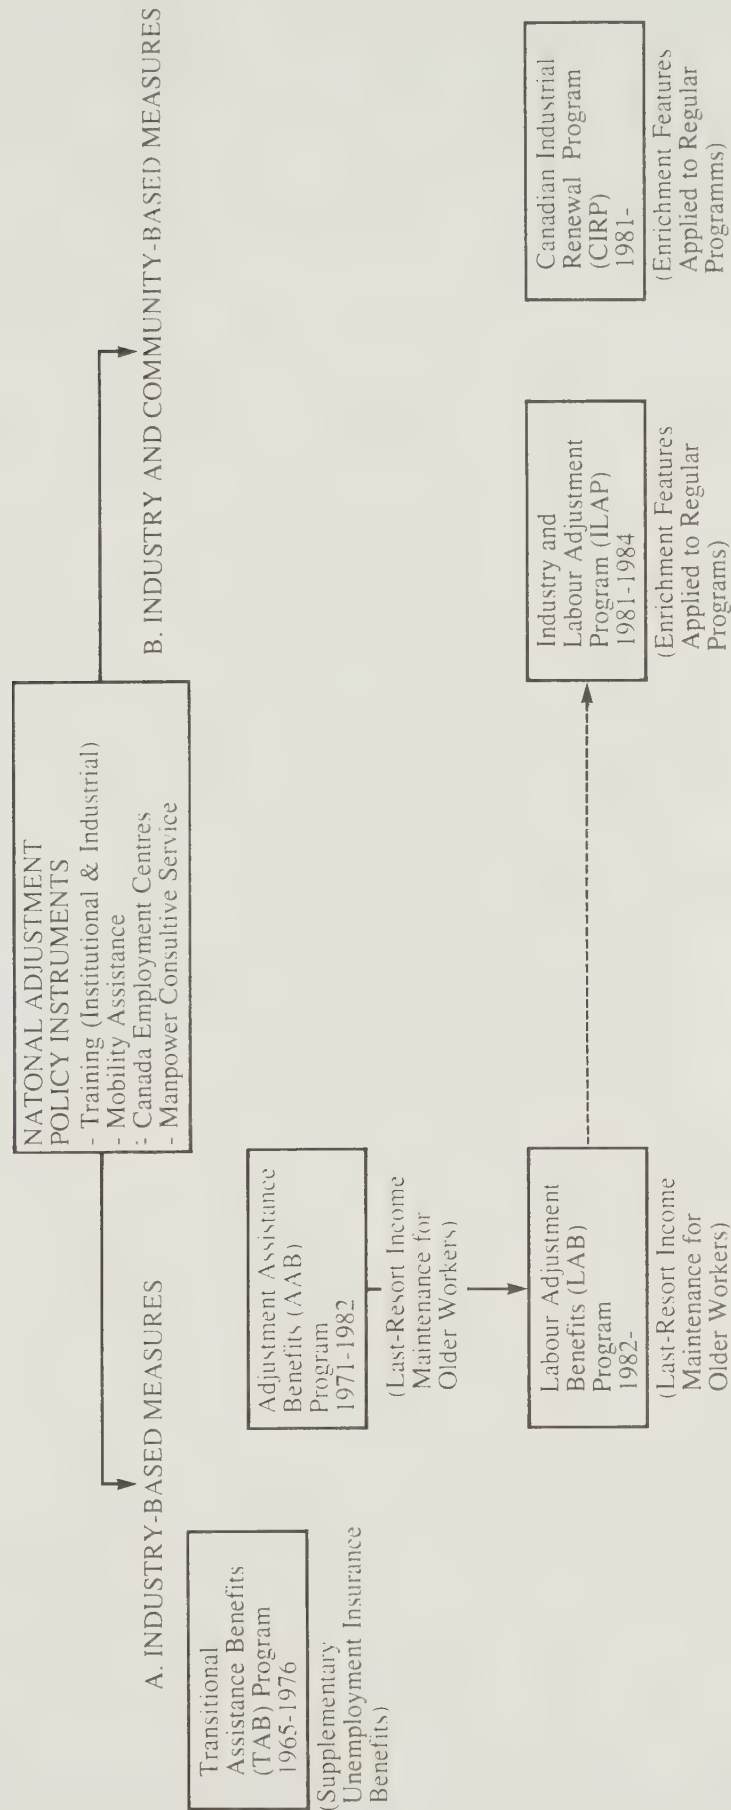 NATONAL ADJUSTMENT
POLICY INSTRUMENTS
- Training (Institutional & Industrial)
- Mobility Assistance
- Canada Employment Centres
- Manpower Consultive Service
A. INDUSTRY-BASED MEASURES
B. INDUSTRY AND COMMUNITY-BASED MEASURES
Transitional
Assistance Benefits
(TAB) Program
1965-1976
(Supplementary
Unemployment Insurance
Benefits)
Adjustment Assistance
Benefits (AAB)
Program
1971-1982
(Last-Resort Income
Maintenance for
Older Workers)
Labour Adjustment
Benefits (LAB)
Program
1982-
(Last-Resort Income
Maintenance for
Older Workers)
Industry and
Labour Adjustment
Program (ILAP)
1981-1984
(Enrichment Features
Applied to Regular
Programs)
Canadian Industrial
Renewal Program
(CIRP)
1981-
(Enrichment Features
Applied to Regular
Programms)